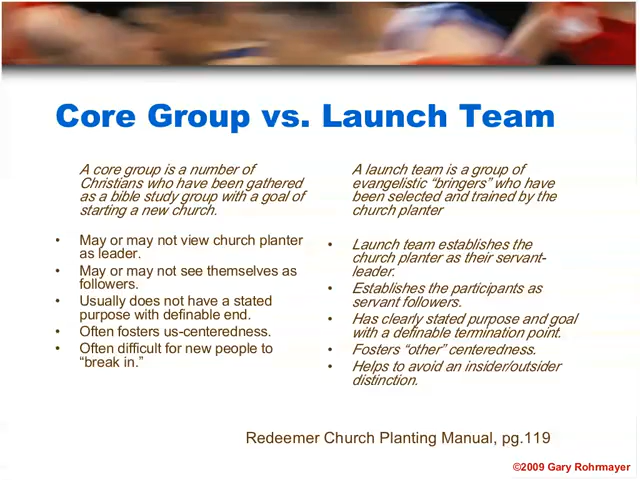 Core Group vs. Launch Team
A core group is a number of
Christians who have been gathered
as a bible study group with a goal of
starting a new church.
• May or may not view church planter
as leader.
• May or may not see themselves as
followers.
• Usually does not have a stated
purpose with definable end.
• Often fosters us-centeredness.
• Often difficult for new people to
“break in.”
A launch team is a group of
evangelistic “bringers” who have
been selected and trained by the
church planter
• Launch team establishes the
church planter as their servant-
leader.
• Establishes the participants as
servant followers.
• Has clearly stated purpose and goal
with a definable termination point.
• Fosters “other” centeredness.
• Helps to avoid an insider/outsider
distinction.
Redeemer Church Planting Manual, pg.119
©2009 Gary Rohrmayer